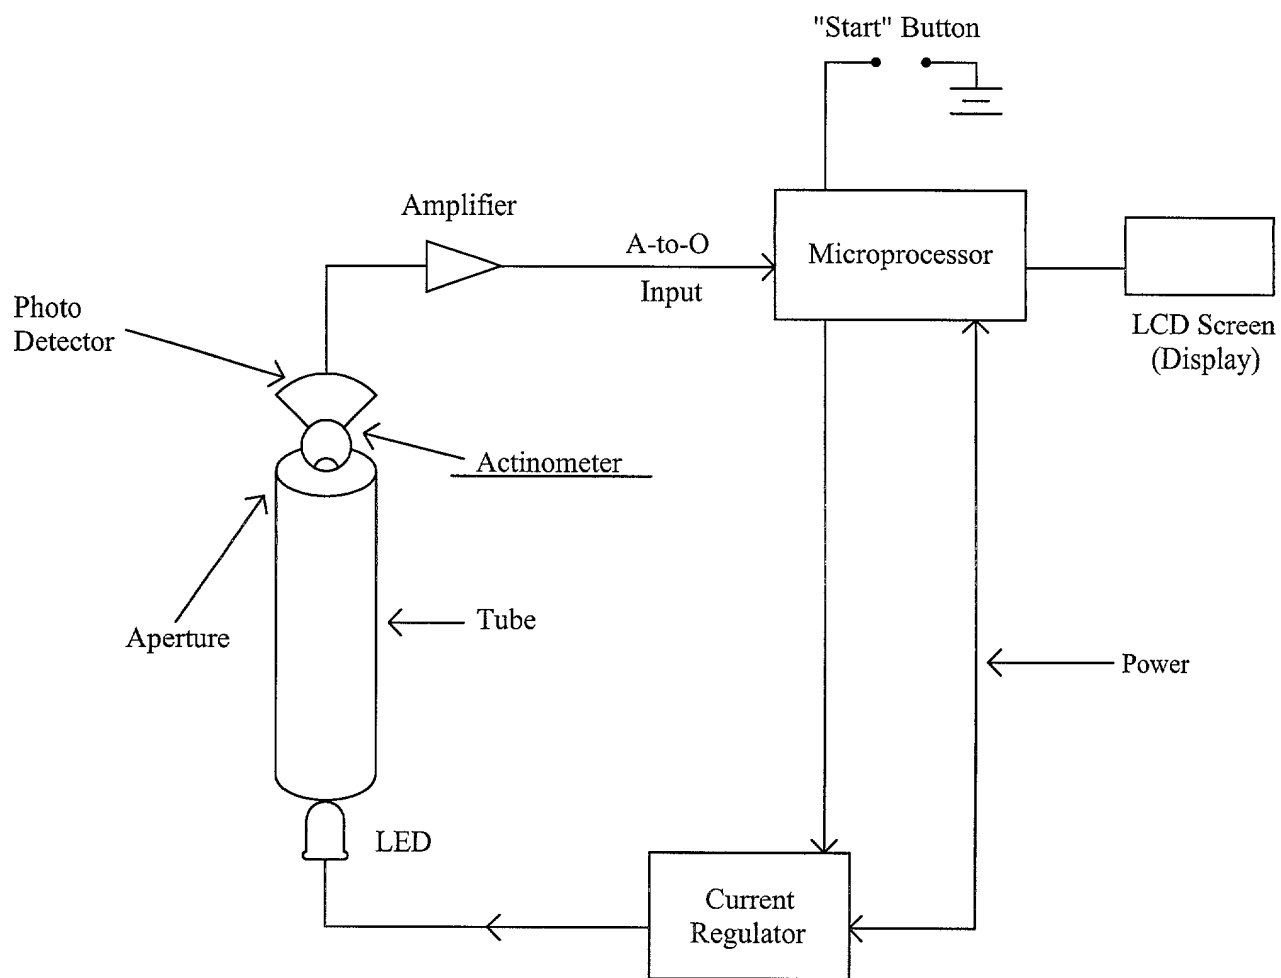 "Start" Button
Amplifier
A-to-O
Input
Microprocessor
LCD Screen
(Display)
Photo
Detector
Actinometer
Aperture
Tube
Power
LED
Current
Regulator